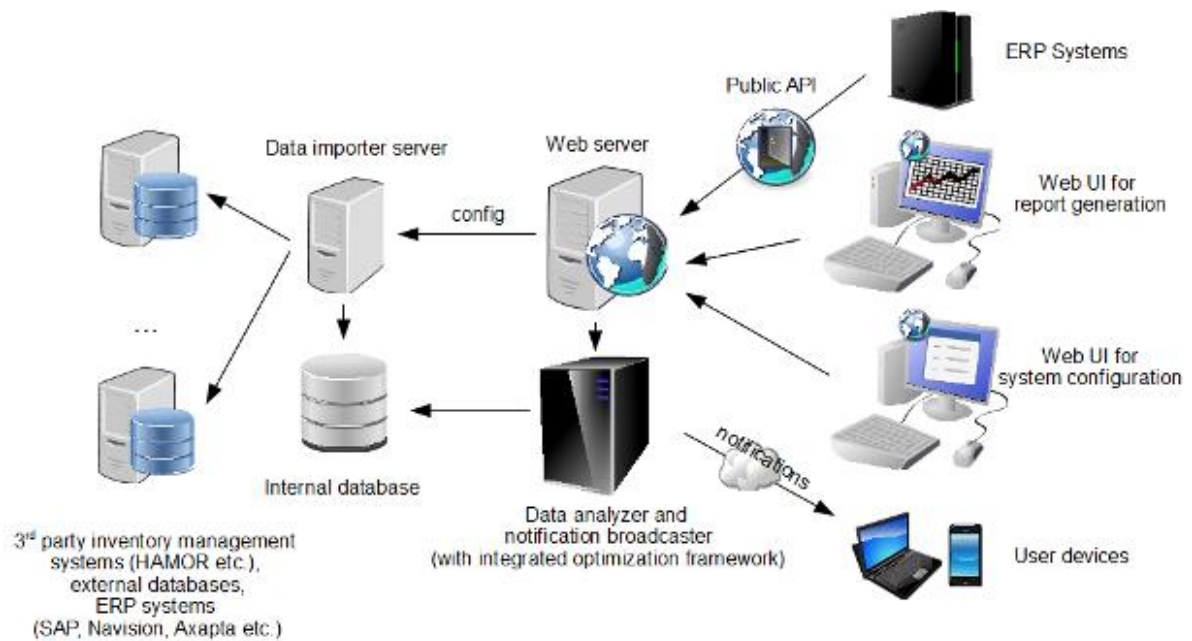 ERP Systems
Public API
Data importer server
Web server
Web UI for
report generation
config
...
Web UI for
system configuration
notifications
Internal database
Data analyzer and
notification broadcaster
(with integrated optimization framework)
User devices
3rd party inventory management
systems (HAMOR etc.),
external databases,
ERP systems
(SAP, Navision, Axapta etc.)